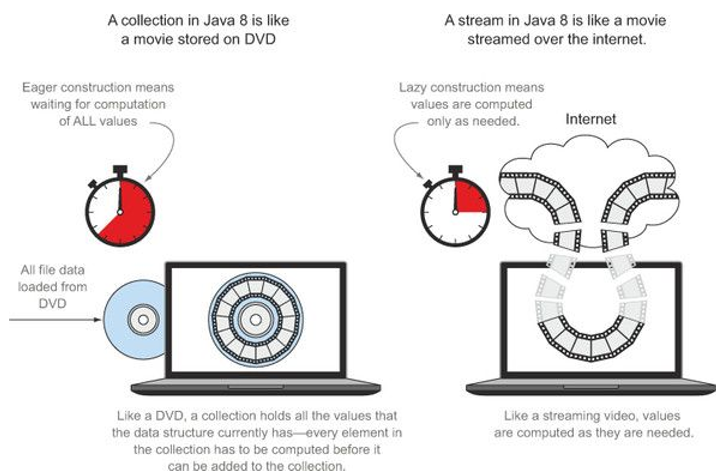 A collection in Java 8 is like
a movie stored on DVD
Eager construction means
waiting for computation
of ALL values
All file data
loaded from
DVD
Like a DVD, a collection holds all the values that
the data structure currently has—every element in
the collection has to be computed before it
can be added to the collection.
A stream in Java 8 is like a movie
streamed over the internet.
Lazy construction means
values are computed
only as needed.
Internet
Like a streaming video, values
are computed as they are needed.